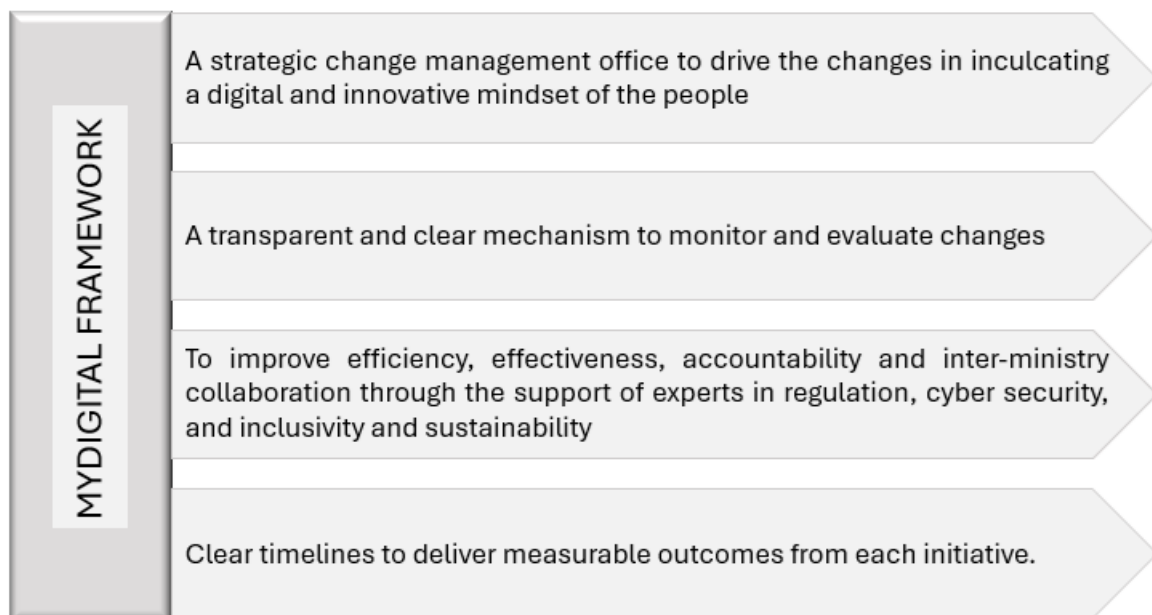 MYDIGITAL FRAMEWORK
A strategic change management office to drive the changes in inculcating
a digital and innovative mindset of the people
A transparent and clear mechanism to monitor and evaluate changes
To improve efficiency, effectiveness, accountability and inter-ministry
collaboration through the support of experts in regulation, cyber security,
and inclusivity and sustainability
Clear timelines to deliver measurable outcomes from each initiative.